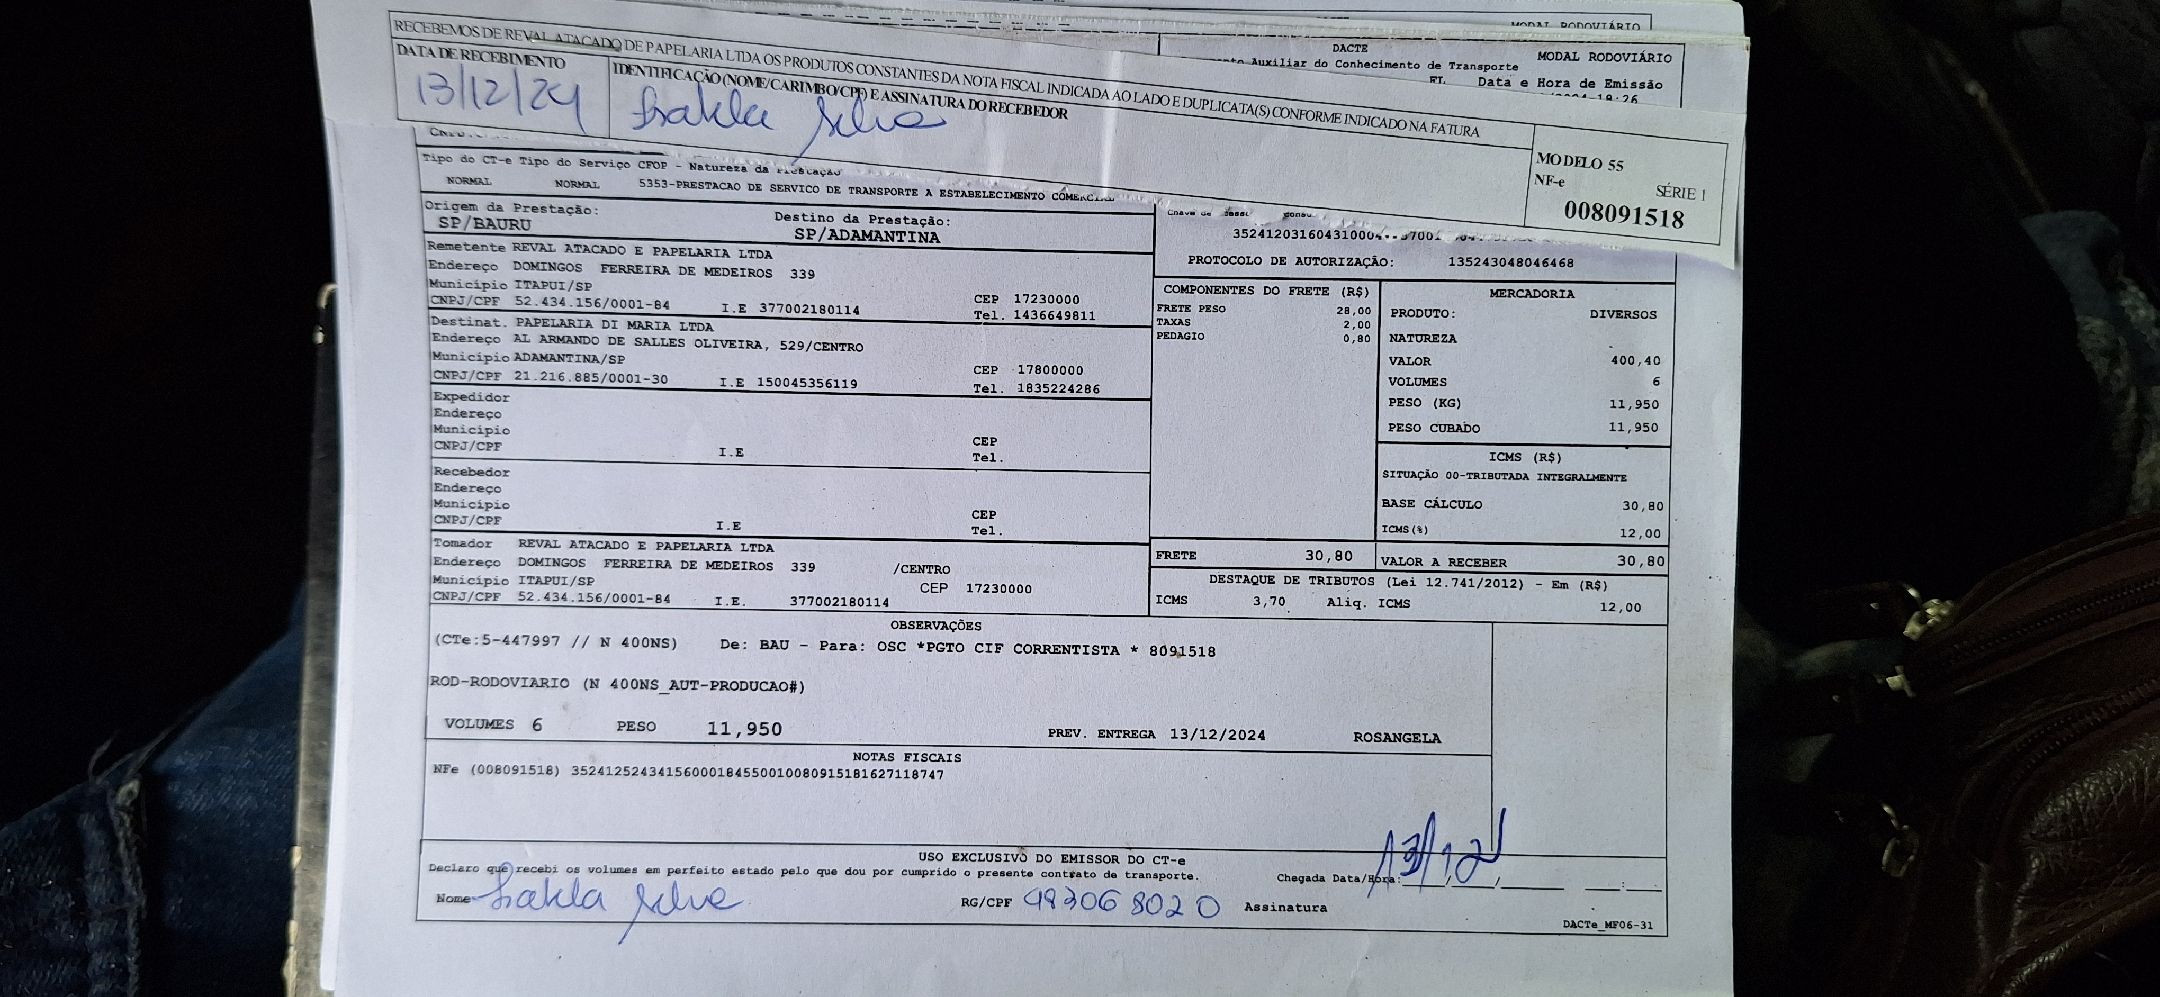 MODAL RODOVIÁRIO
RECEBEMOS DE REVAL ATACADO DE PAPELARIA LTDA OS PRODUTOS CONSTANTES DA NOTA FISCAL INDICADA AO LADO E DUPLICATA(S) CONFORME INDICADO NA FATURA
DATA DE RECEBIMENTO
13/12/24
IDENTIFICAÇÃO (NOME/CARIMBO/CPF) E ASSINATURA DO RECEBEDOR
Silva
MODELO 55
NF-e
SÉRIE 1
008091518
DACTE
MODAL RODOVIÁRIO
Auxiliar do Conhecimento de Transporte
FL Data e Hora de Emissão
18:26
Tipo do CT-e Tipo do Serviço CFOP - Natureza da Prestação
NORMAL NORMAL 5353-PRESTACAO DE SERVICO DE TRANSPORTE A ESTABELECIMENTO COMERCIAL
Origem da Prestação:
SP/BAURU
Destino da Prestação:
SP/ADAMANTINA
PROTOCOLO DE AUTORIZAÇÃO: 135243048046468
Remetente REVAL ATACADO E PAPELARIA LTDA
Endereço DOMINGOS FERREIRA DE MEDEIROS 339
Município ITAPUI/SP
CEP 17230000
CNPJ/CPF 52.434.156/0001-84 I.E 377002180114 Tel. 1436649811
Destinat. PAPELARIA DI MARIA LTDA
Endereço AL ARMANDO DE SALLES OLIVEIRA, 529/CENTRO
Município ADAMANTINA/SP
CEP 17800000
CNPJ/CPF 21.216.885/0001-30 I.E 150045356119 Tel. 1835224286
Expedidor
Endereço
Município
CEP
CNPJ/CPF I.E Tel.
Recebedor
Endereço
Município
CEP
CNPJ/CPF I.E Tel.
Tomador REVAL ATACADO E PAPELARIA LTDA
Endereço DOMINGOS FERREIRA DE MEDEIROS 339 /CENTRO
Município ITAPUI/SP CEP 17230000
CNPJ/CPF 52.434.156/0001-84 I.E. 377002180114
COMPONENTES DO FRETE (R$)
FRETE PESO 28,00
TAXAS 2,00
PEDAGIO 0,80
MERCADORIA
PRODUTO: DIVERSOS
NATUREZA
VALOR 400,40
VOLUMES 6
PESO (KG) 11,950
PESO CUBADO 11,950
ICMS (R$)
SITUAÇÃO 00-TRIBUTADA INTEGRALMENTE
BASE CÁLCULO 30,80
ICMS(%) 12,00
FRETE 30,80
VALOR A RECEBER 30,80
DESTAQUE DE TRIBUTOS (Lei 12.741/2012) - Em (R$)
ICMS 3,70 Aliq. ICMS 12,00
OBSERVAÇÕES
(CTe:5-447997 // N 400NS) De: BAU - Para: OSC *PGTO CIF CORRENTISTA * 8091518
ROD-RODOVIARIO (N 400NS_AUT-PRODUCAO#)
VOLUMES 6 PESO 11,950 PREV. ENTREGA 13/12/2024 ROSANGELA
NOTAS FISCAIS
NFe (008091518) 35241252434156000184550010080915181627118747
USO EXCLUSIVO DO EMISSOR DO CT-e
Declaro que recebi os volumes em perfeito estado pelo que dou por cumprido o presente contrato de transporte.
Chegada Data/Hora: 13/12
Nome Silva RG/CPF 483068020 Assinatura
DACTe_MF06-31